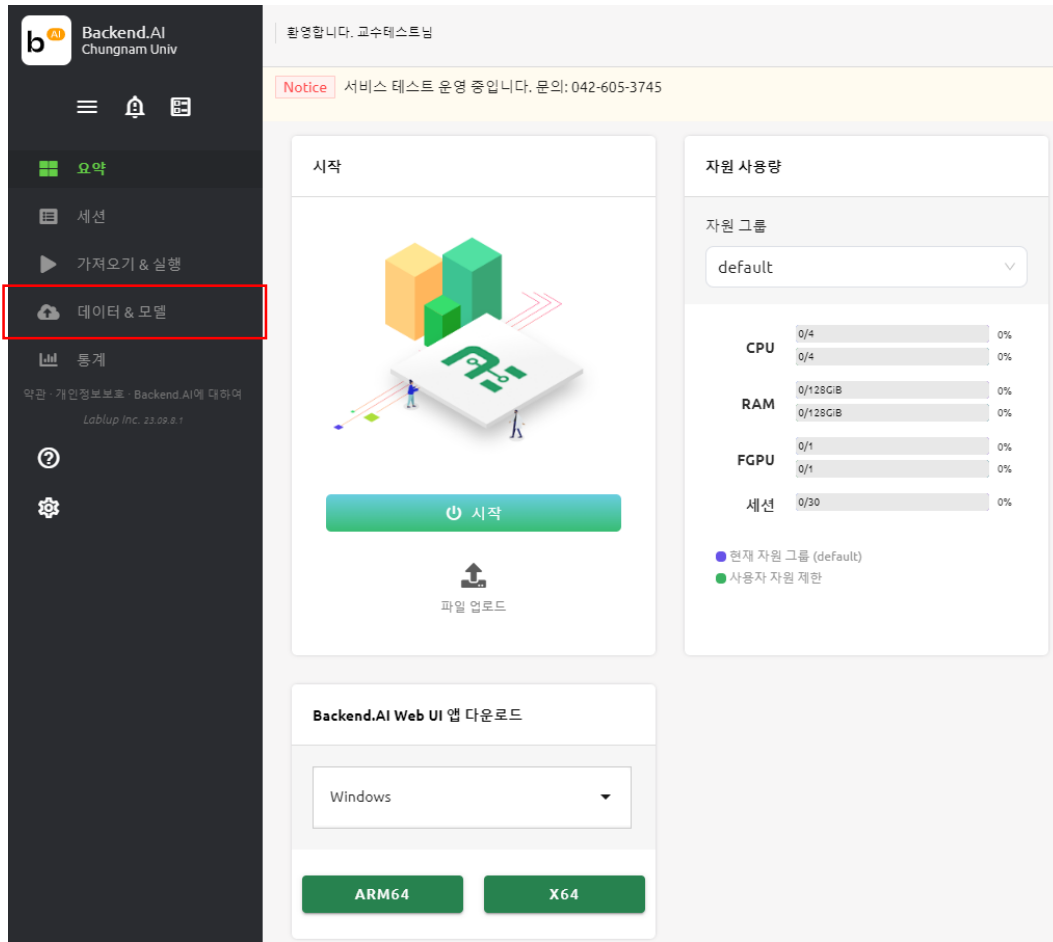 Backend.AI
Chungnam Univ
요약
세션
가져오기 & 실행
데이터 & 모델
통계
약관 · 개인정보보호 · Backend.AI에 대하여
Lablup Inc. 23.09.8.1
환영합니다. 교수테스트님
Notice 서비스 테스트 운영 중입니다. 문의: 042-605-3745
시작
시작
파일 업로드
자원 사용량
자원 그룹
default
CPU
0/4 0%
0/4 0%
RAM
0/128GiB 0%
0/128GiB 0%
FGPU
0/1 0%
0/1 0%
세션
0/30 0%
현재 자원 그룹 (default)
사용자 자원 제한
Backend.AI Web UI 앱 다운로드
Windows
ARM64
X64